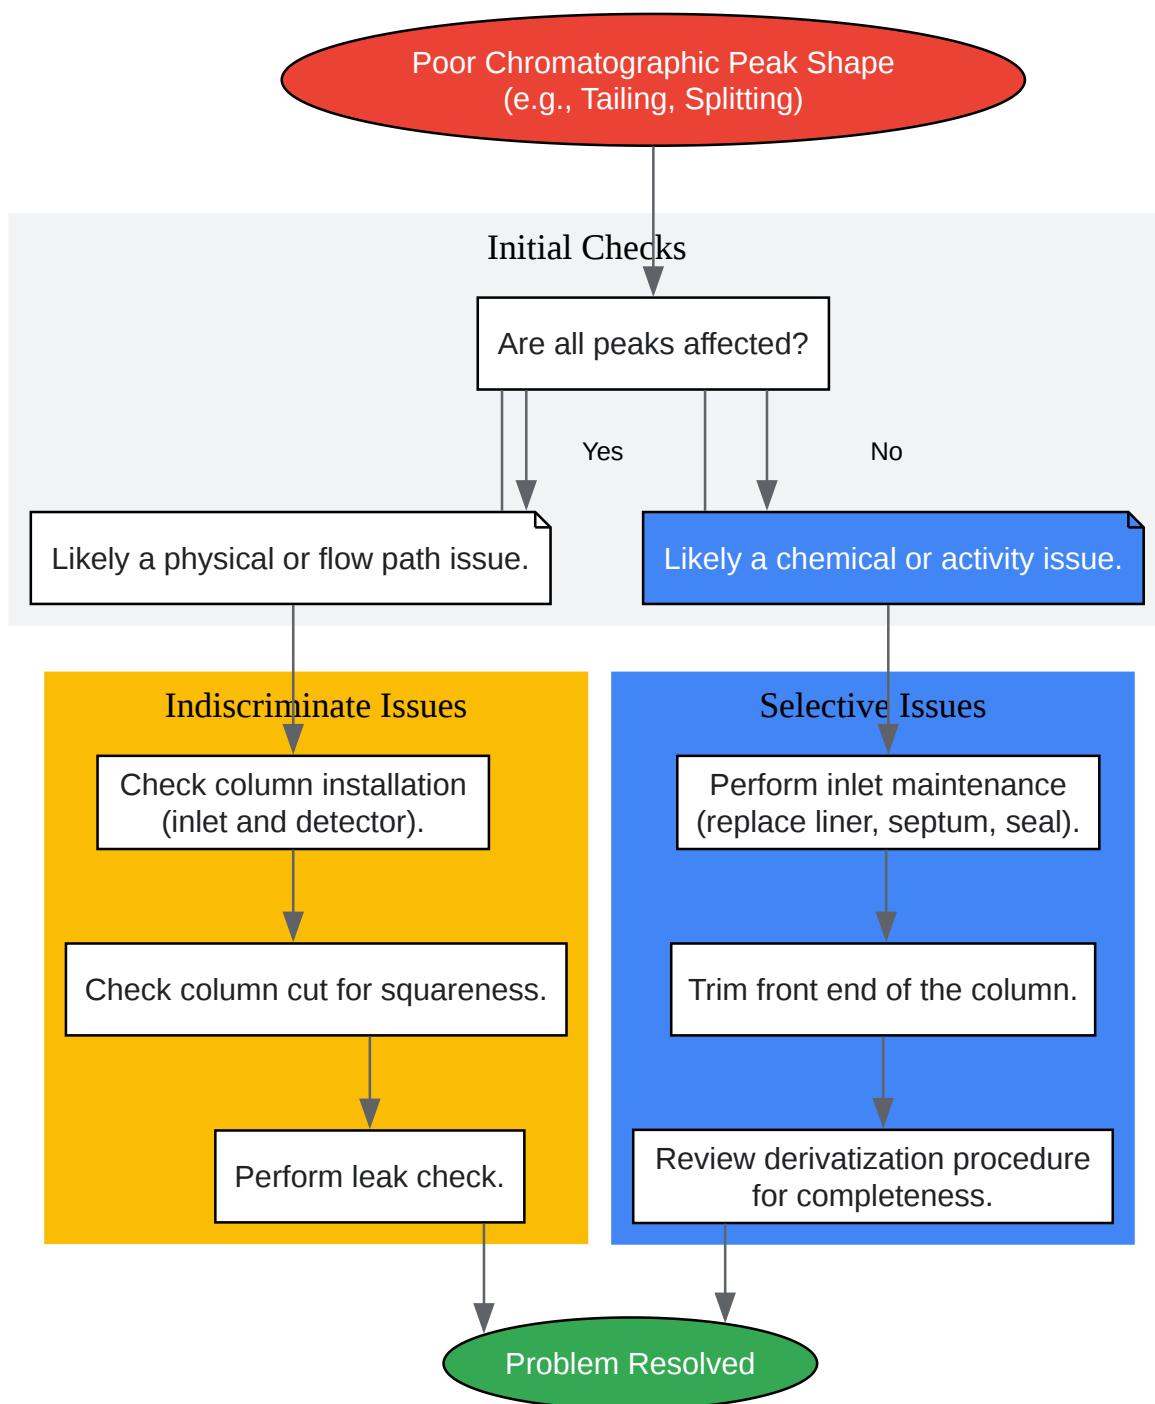 Poor Chromatographic Peak Shape
(e.g., Tailing, Splitting)
Initial Checks
Are all peaks affected?
Yes
No
Likely a physical or flow path issue.
Likely a chemical or activity issue.
Indiscriminate Issues
Check column installation
(inlet and detector).
Check column cut for squareness.
Perform leak check.
Selective Issues
Perform inlet maintenance
(replace liner, septum, seal).
Trim front end of the column.
Review derivatization procedure
for completeness.
Problem Resolved